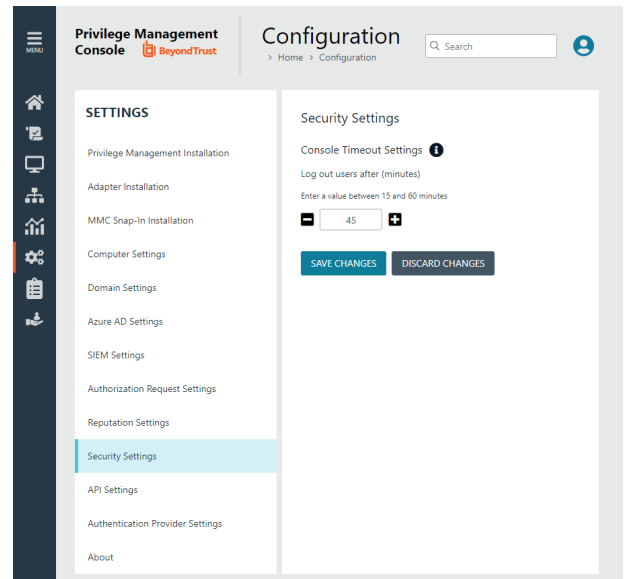 MENU
Privilege Management
Console BeyondTrust
Configuration
> Home > Configuration
Search
SETTINGS
Privilege Management Installation
Adapter Installation
MMC Snap-In Installation
Computer Settings
Domain Settings
Azure AD Settings
SIEM Settings
Authorization Request Settings
Reputation Settings
Security Settings
API Settings
Authentication Provider Settings
About
Security Settings
Console Timeout Settings
Log out users after (minutes)
Enter a value between 15 and 60 minutes
45
SAVE CHANGES DISCARD CHANGES